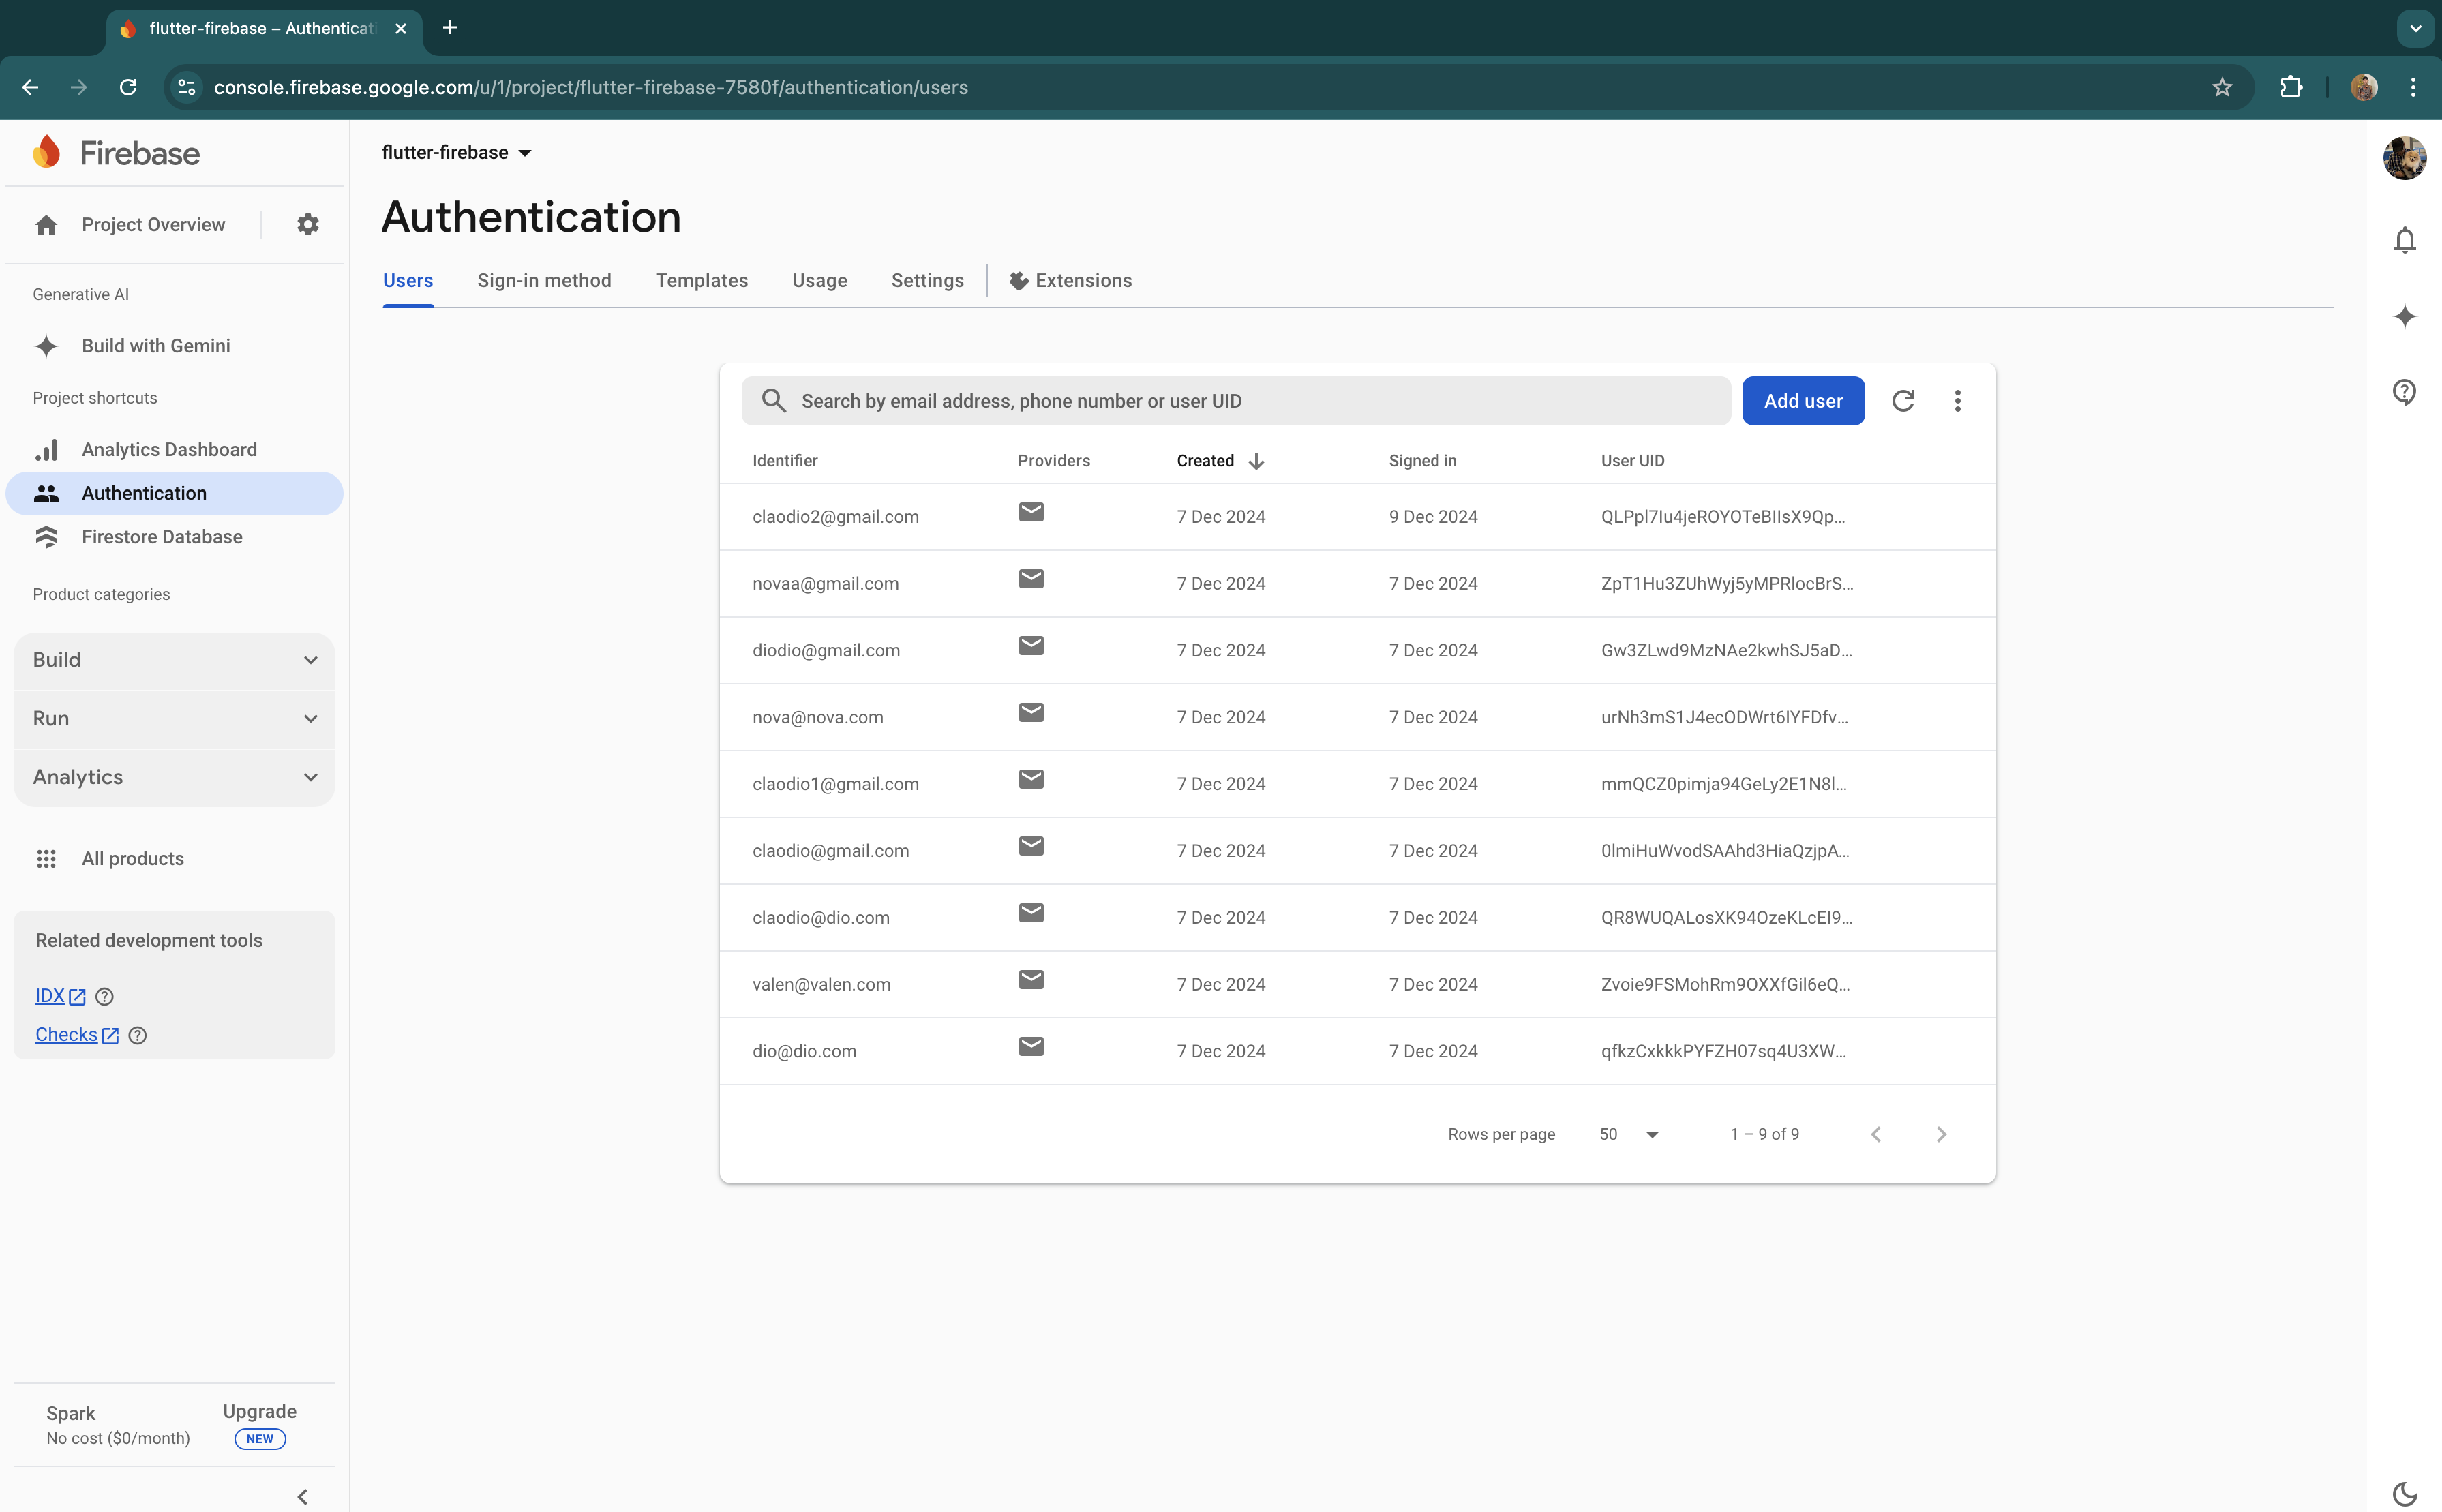 flutter-firebase – Authenticati
console.firebase.google.com/u/1/project/flutter-firebase-7580f/authentication/users
Firebase
Project Overview
Generative AI
Build with Gemini
Project shortcuts
Analytics Dashboard
Authentication
Firestore Database
Product categories
Build
Run
Analytics
All products
Related development tools
IDX
Checks
Spark
No cost ($0/month)
Upgrade
NEW
flutter-firebase
Authentication
Users Sign-in method Templates Usage Settings Extensions
Search by email address, phone number or user UID Add user
Identifier Providers Created Signed in User UID
claodio2@gmail.com 7 Dec 2024 9 Dec 2024 QLPpl7Iu4jeROYOTeBIIsX9Qp...
novaa@gmail.com 7 Dec 2024 7 Dec 2024 ZpT1Hu3ZUhWyj5yMPRlocBrS...
diodio@gmail.com 7 Dec 2024 7 Dec 2024 Gw3ZLwd9MzNAe2kwhSJ5aD...
nova@nova.com 7 Dec 2024 7 Dec 2024 urNh3mS1J4ecODWrt6IYFDfv...
claodio1@gmail.com 7 Dec 2024 7 Dec 2024 mmQCZ0pimja94GeLy2E1N8l...
claodio@gmail.com 7 Dec 2024 7 Dec 2024 0lmiHuWvodSAAhd3HiaQzjpA...
claodio@dio.com 7 Dec 2024 7 Dec 2024 QR8WUQALosXK94OzeKLcEI9...
valen@valen.com 7 Dec 2024 7 Dec 2024 Zvoie9FSMohRm9OXXfGil6eQ...
dio@dio.com 7 Dec 2024 7 Dec 2024 qfkzCxkkkPYFZH07sq4U3XW...
Rows per page 50 1 – 9 of 9